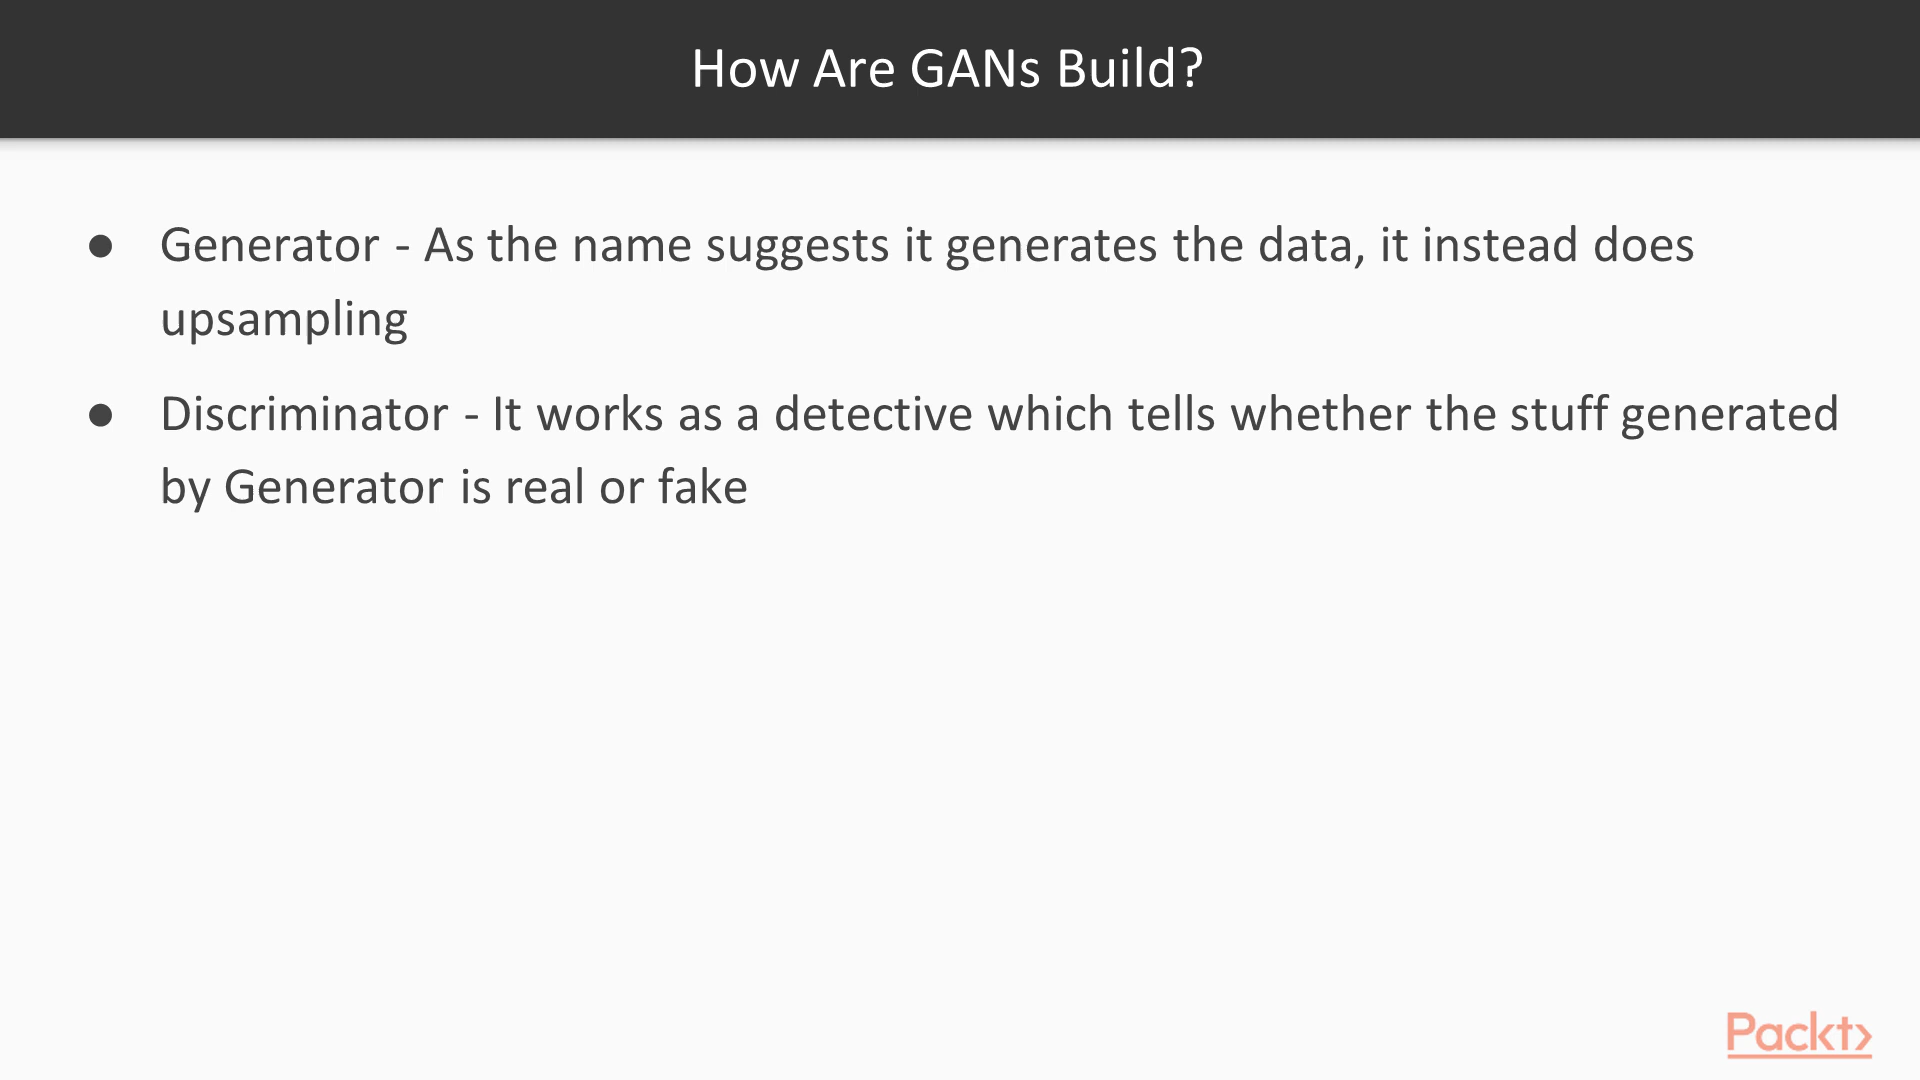 How Are GANs Build?
● Generator - As the name suggests it generates the data, it instead does
upsampling
● Discriminator - It works as a detective which tells whether the stuff generated
by Generator is real or fake
Packt>